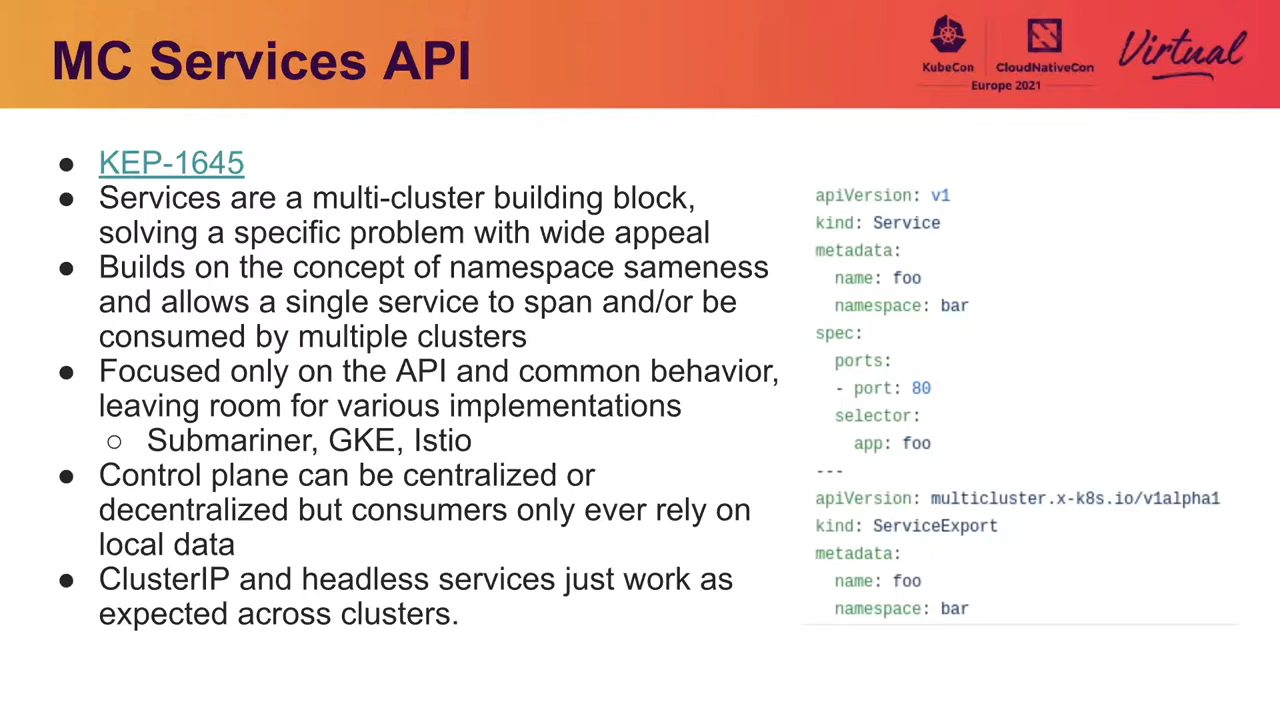 MC Services API
KubeCon
CloudNativeCon
Europe 2021
Virtual
● KEP-1645
● Services are a multi-cluster building block,
solving a specific problem with wide appeal
● Builds on the concept of namespace sameness
and allows a single service to span and/or be
consumed by multiple clusters
● Focused only on the API and common behavior,
leaving room for various implementations
○ Submariner, GKE, Istio
● Control plane can be centralized or
decentralized but consumers only ever rely on
local data
● ClusterIP and headless services just work as
expected across clusters.
apiVersion: v1
kind: Service
metadata:
  name: foo
  namespace: bar
spec:
  ports:
  - port: 80
  selector:
    app: foo
---
apiVersion: multicluster.x-k8s.io/v1alpha1
kind: ServiceExport
metadata:
  name: foo
  namespace: bar